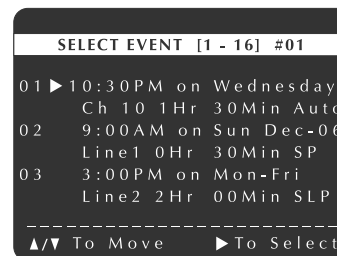 SELECT EVENT [1 - 16] #01
01 ▶ 10:30PM on Wednesday
Ch 10 1Hr 30Min Auto
02 9:00AM on Sun Dec-06
Line1 0Hr 30Min SP
03 3:00PM on Mon-Fri
Line2 2Hr 00Min SLP
▲/▼ To Move ▶ To Select